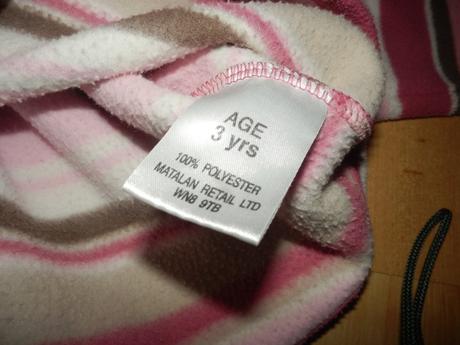 AGE
3 yrs
100% POLYESTER
MATALAN RETAIL LTD
WN8 9TB